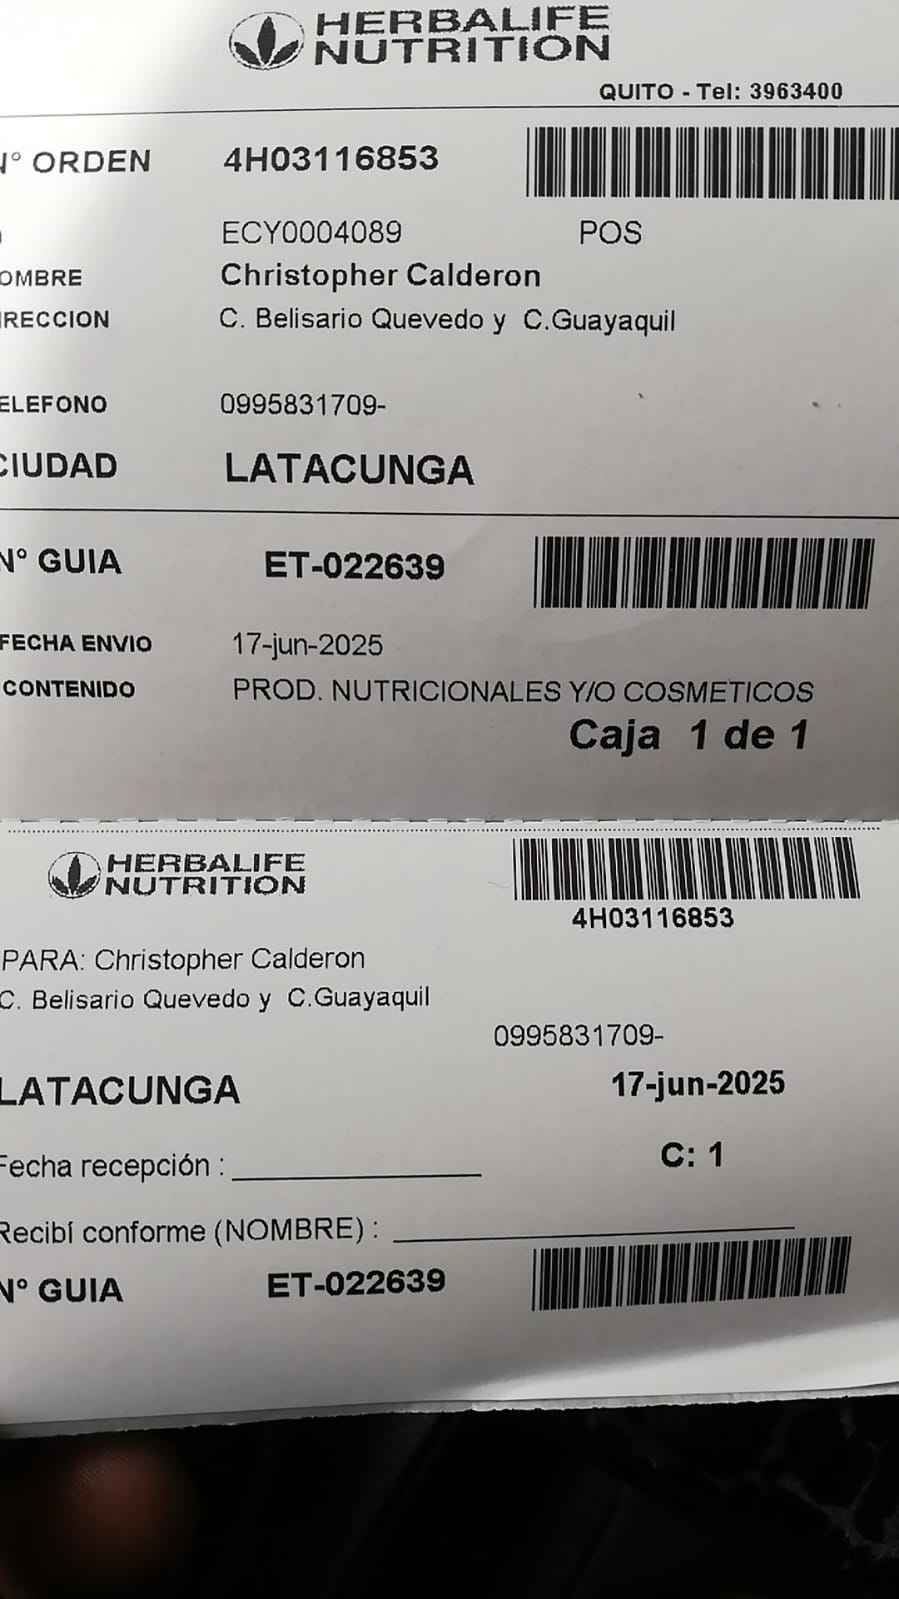 HERBALIFE
NUTRITION
QUITO - Tel: 3963400
N° ORDEN 4H03116853
ECY0004089 POS
OMBRE Christopher Calderon
IRECCION C. Belisario Quevedo y C.Guayaquil
ELEFONO 0995831709-
CIUDAD LATACUNGA
N° GUIA ET-022639
FECHA ENVIO 17-jun-2025
CONTENIDO PROD. NUTRICIONALES Y/O COSMETICOS
Caja 1 de 1
HERBALIFE
NUTRITION
4H03116853
PARA: Christopher Calderon
C. Belisario Quevedo y C.Guayaquil
0995831709-
LATACUNGA 17-jun-2025
Fecha recepción : C: 1
Recibí conforme (NOMBRE) :
N° GUIA ET-022639